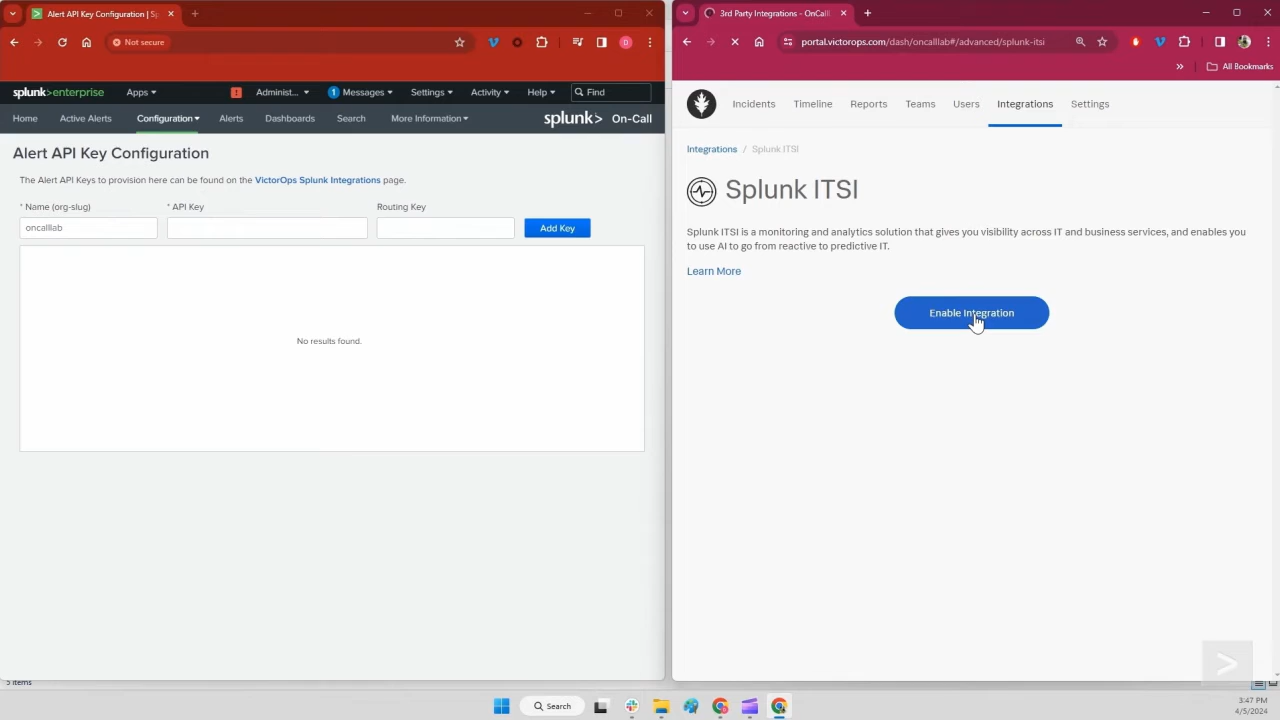 Alert API Key Configuration | Sp
Not secure
D
splunk>enterprise
Apps
!
Administ...
1
Messages
Settings
Activity
Help
Find
Home
Active Alerts
Configuration
Alerts
Dashboards
Search
More Information
splunk> On-Call
Alert API Key Configuration
The Alert API Keys to provision here can be found on the VictorOps Splunk Integrations page.
* Name (org-slug)
* API Key
Routing Key
oncalllab
Add Key
No results found.
3rd Party Integrations - OnCall
portal.victorops.com/dash/oncalllab#/advanced/splunk-itsi
» All Bookmarks
Incidents
Timeline
Reports
Teams
Users
Integrations
Settings
Integrations / Splunk ITSI
Splunk ITSI
Splunk ITSI is a monitoring and analytics solution that gives you visibility across IT and business services, and enables you
to use AI to go from reactive to predictive IT.
Learn More
Enable Integration
>
5 items
Search
3:47 PM
4/5/2024